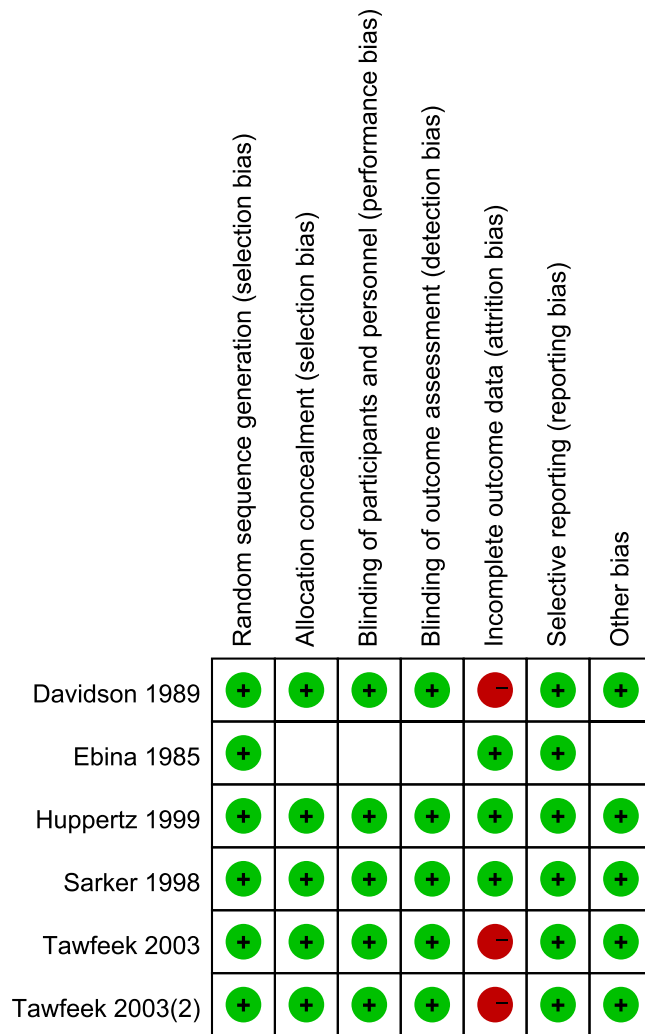 Random sequence generation (selection bias)
Allocation concealment (selection bias)
Blinding of participants and personnel (performance bias)
Blinding of outcome assessment (detection bias)
Incomplete outcome data (attrition bias)
Selective reporting (reporting bias)
Other bias
Davidson 1989 + + + + – + +
Ebina 1985 + + +
Huppertz 1999 + + + + + + +
Sarker 1998 + + + + + + +
Tawfeek 2003 + + + + – + +
Tawfeek 2003(2) + + + + – + +